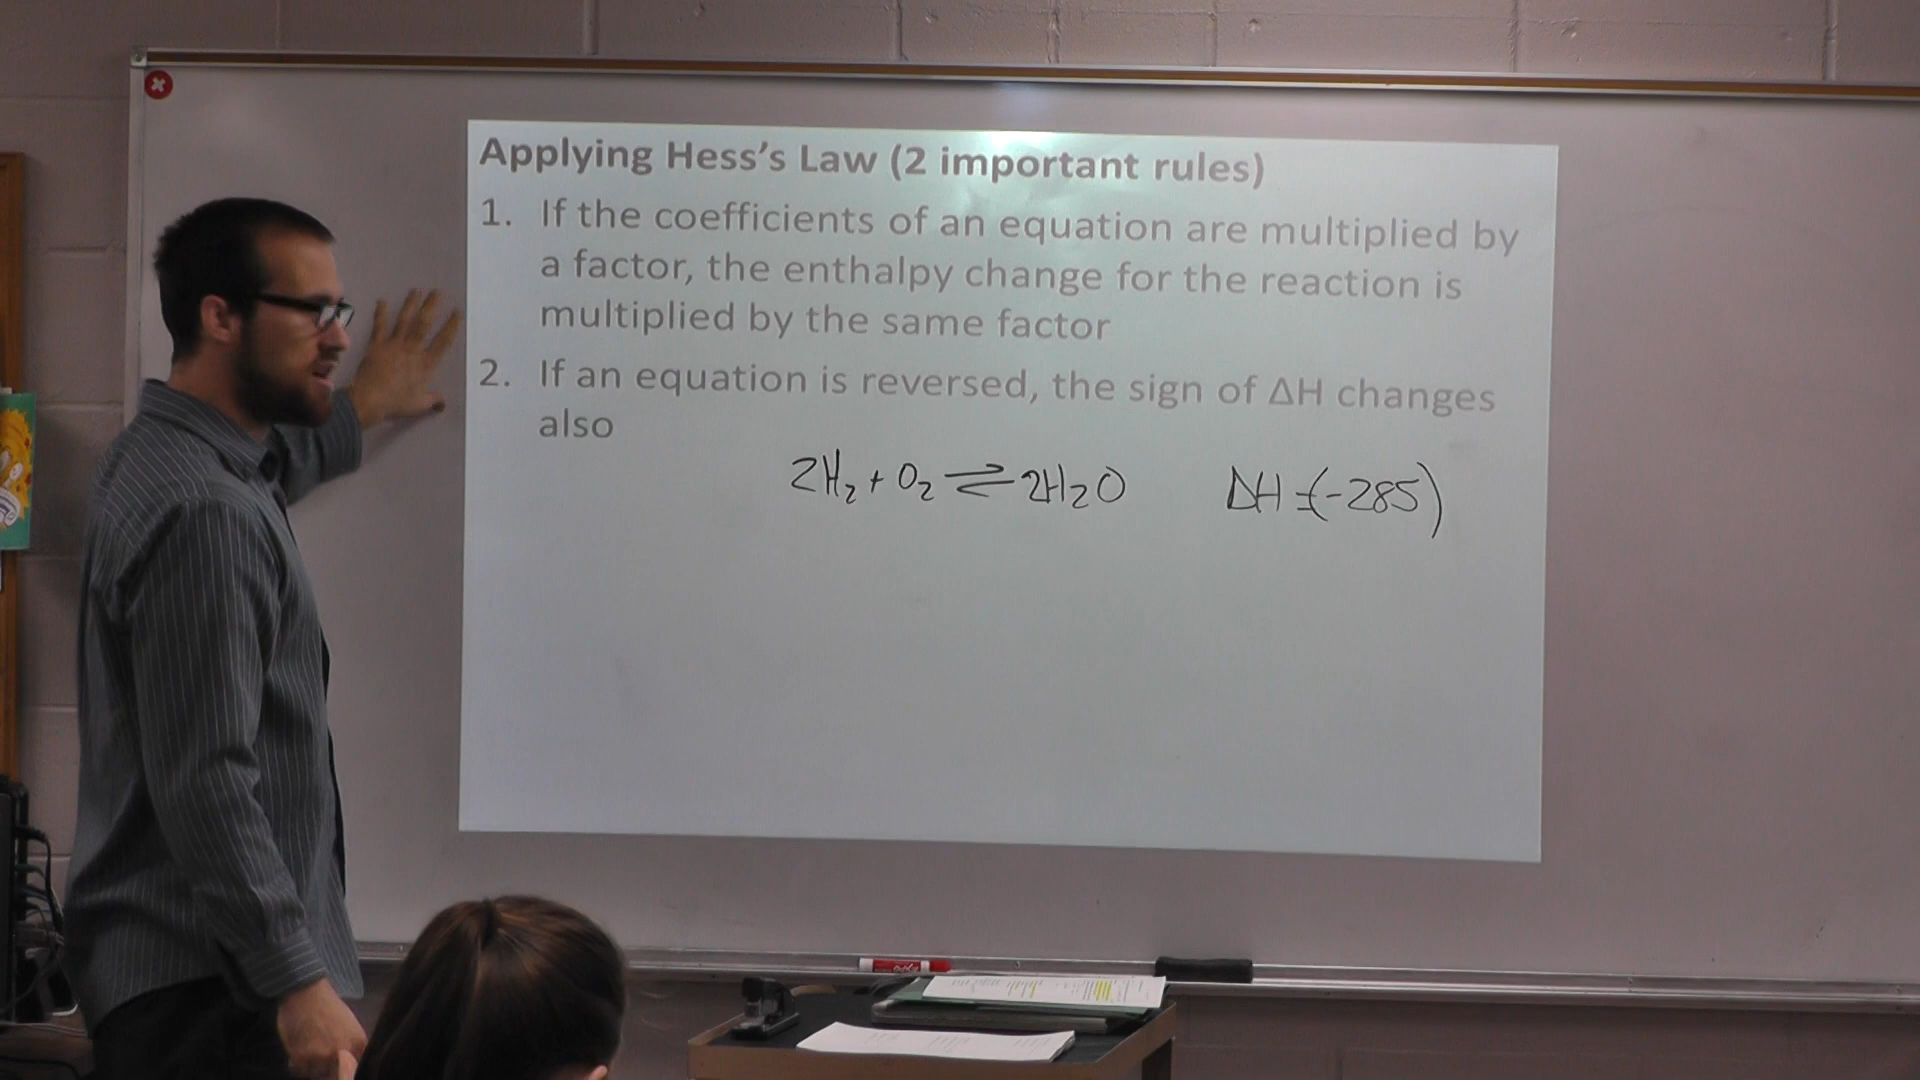 Applying Hess's Law (2 important rules)
1. If the coefficients of an equation are multiplied by
a factor, the enthalpy change for the reaction is
multiplied by the same factor
2. If an equation is reversed, the sign of ΔH changes
also
2H₂ + O₂ ⇌ 2H₂O ΔH = (-285)